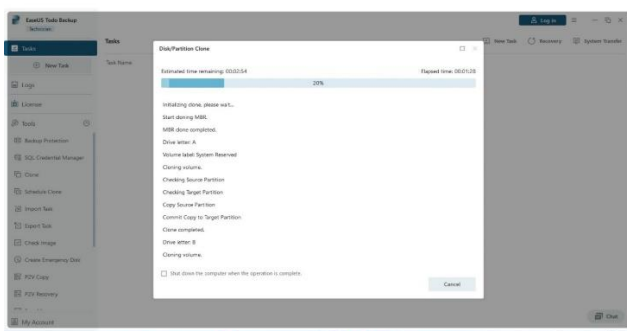 EaseUS Todo Backup
Technician
Log in
Tasks
Tasks
New Task
Recovery
System Transfer
New Task
Task Name
Logs
License
Tools
Backup Protection
SQL Credential Manager
Clone
Schedule Clone
Import Task
Export Task
Check Image
Create Emergency Disc
P2V Copy
P2V Recovery
My Account
Chat
Disk/Partition Clone
Estimated time remaining: 00:02:54
Elapsed time: 00:01:28
20%
Initializing clone, please wait...
Start cloning MBR.
MBR clone completed.
Drive letter: A
Volume label: System Reserved
Cloning volume.
Checking Source Partition
Checking Target Partition
Copy Source Partition
Commit Copy to Target Partition
Clone completed.
Drive letter: B
Cloning volume.
Shut down the computer when the operation is complete.
Cancel